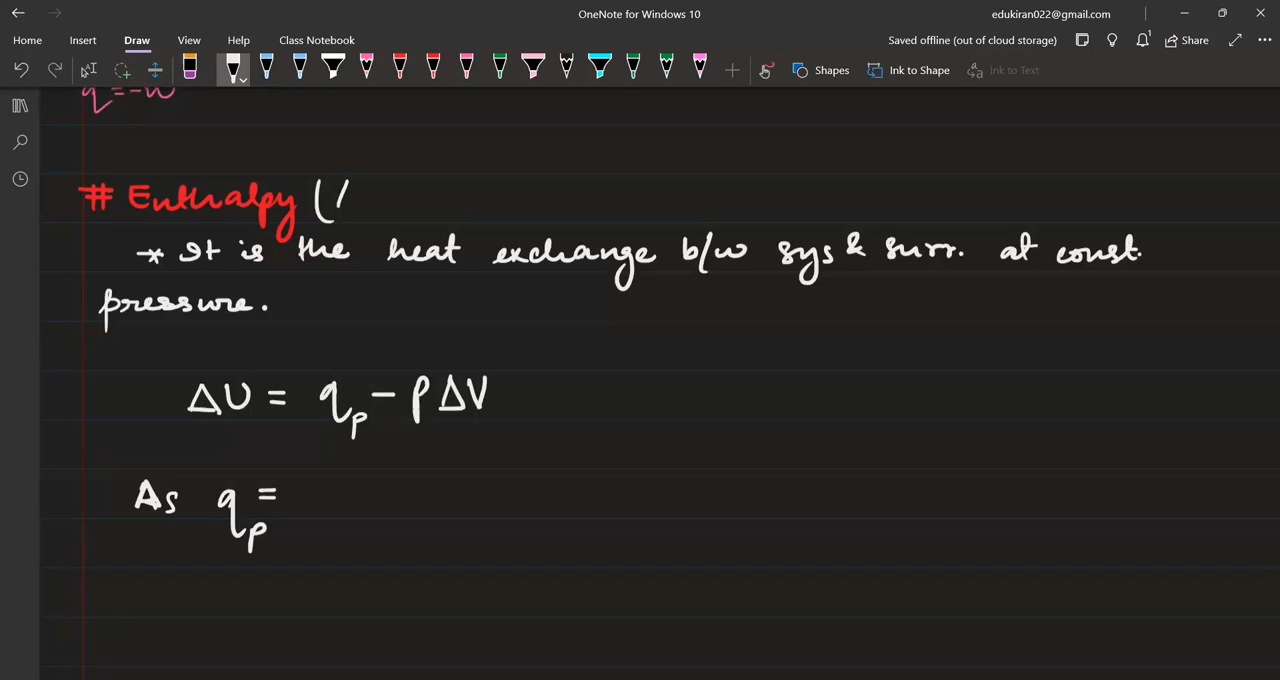 OneNote for Windows 10
edukiran022@gmail.com
Home Insert Draw View Help Class Notebook
Saved offline (out of cloud storage)
Share
Shapes
Ink to Shape
Ink to Text
q = -w
# Enthalpy (
* It is the heat exchange b/w sys & surr. at const.
pressure.
ΔU = qₚ - PΔV
As qₚ =